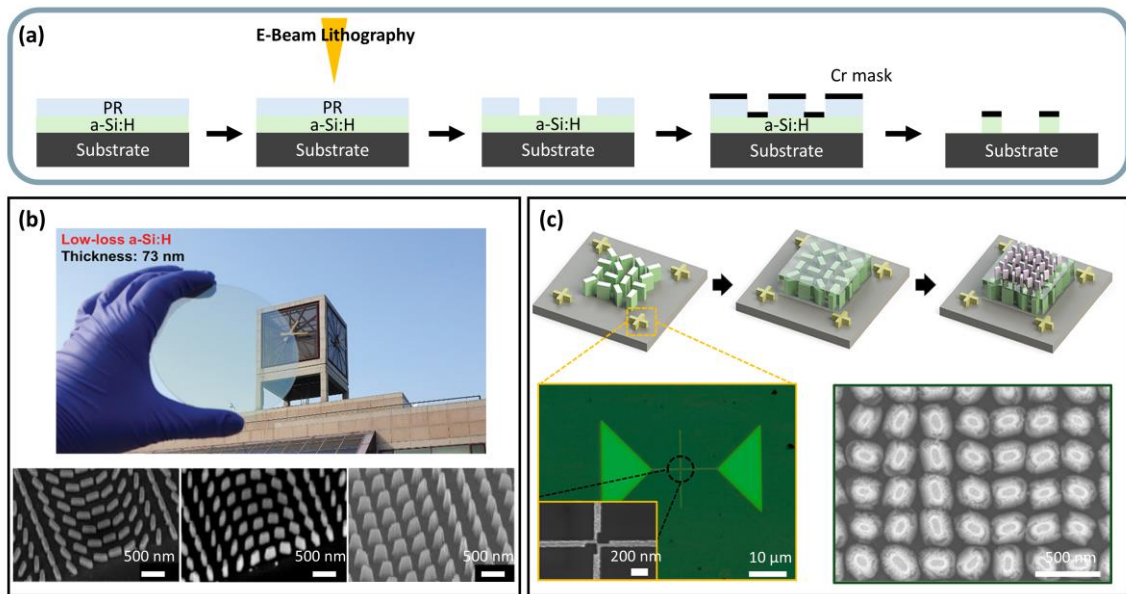 (a)
E-Beam Lithography
Cr mask
PR
a-Si:H
Substrate
PR
a-Si:H
Substrate
a-Si:H
Substrate
a-Si:H
Substrate
Substrate
(b)
Low-loss a-Si:H
Thickness: 73 nm
500 nm
500 nm
500 nm
(c)
200 nm
10 μm
500 nm